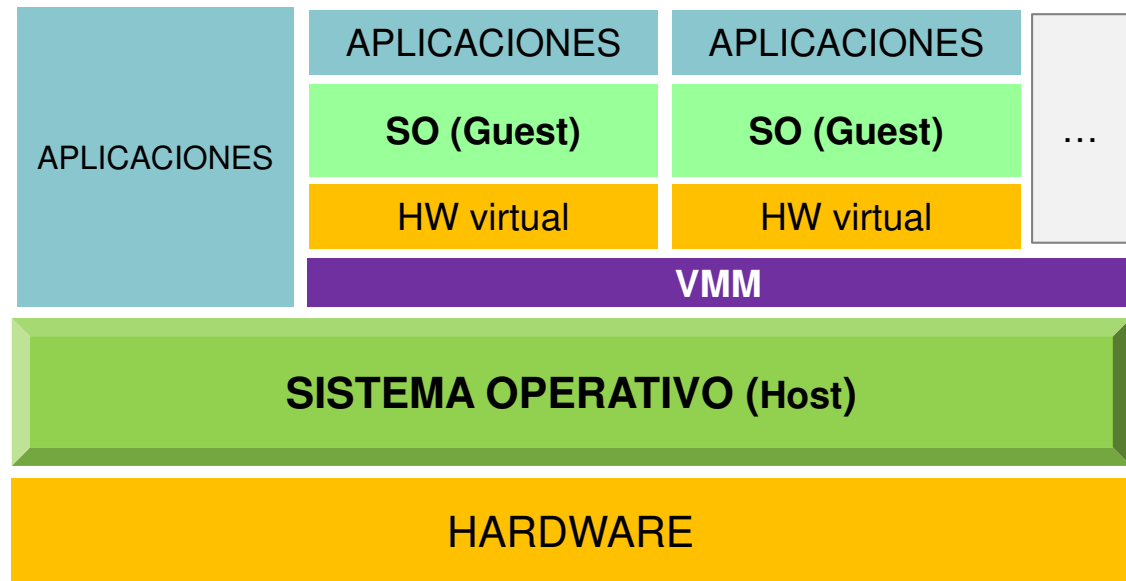 APLICACIONES
APLICACIONES
APLICACIONES
SO (Guest)
SO (Guest)
…
HW virtual
HW virtual
VMM
SISTEMA OPERATIVO (Host)
HARDWARE